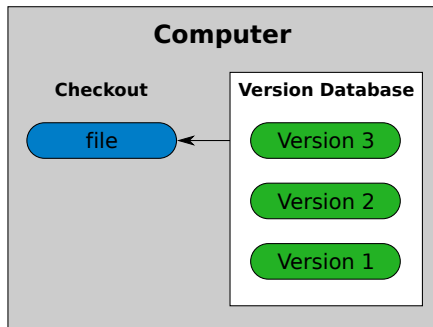 Computer
Checkout
Version Database
file
Version 3
Version 2
Version 1